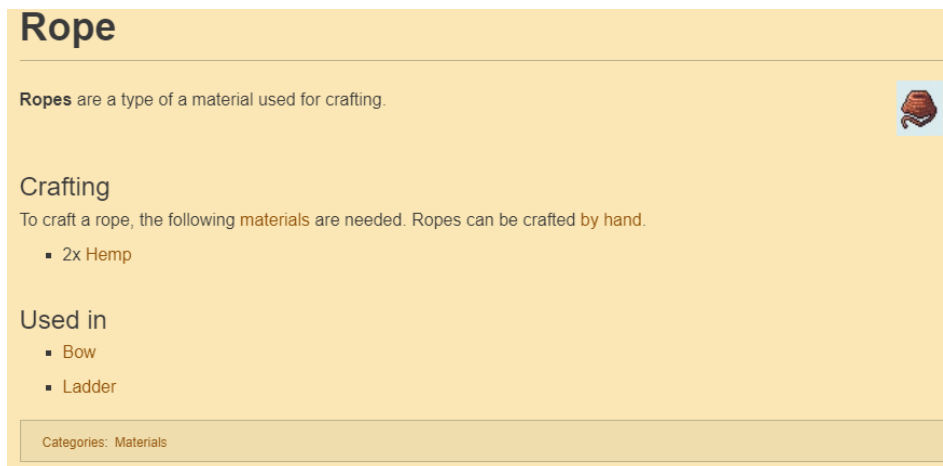 Rope
Ropes are a type of a material used for crafting.
Crafting
To craft a rope, the following materials are needed. Ropes can be crafted by hand.
2x Hemp
Used in
Bow
Ladder
Categories: Materials